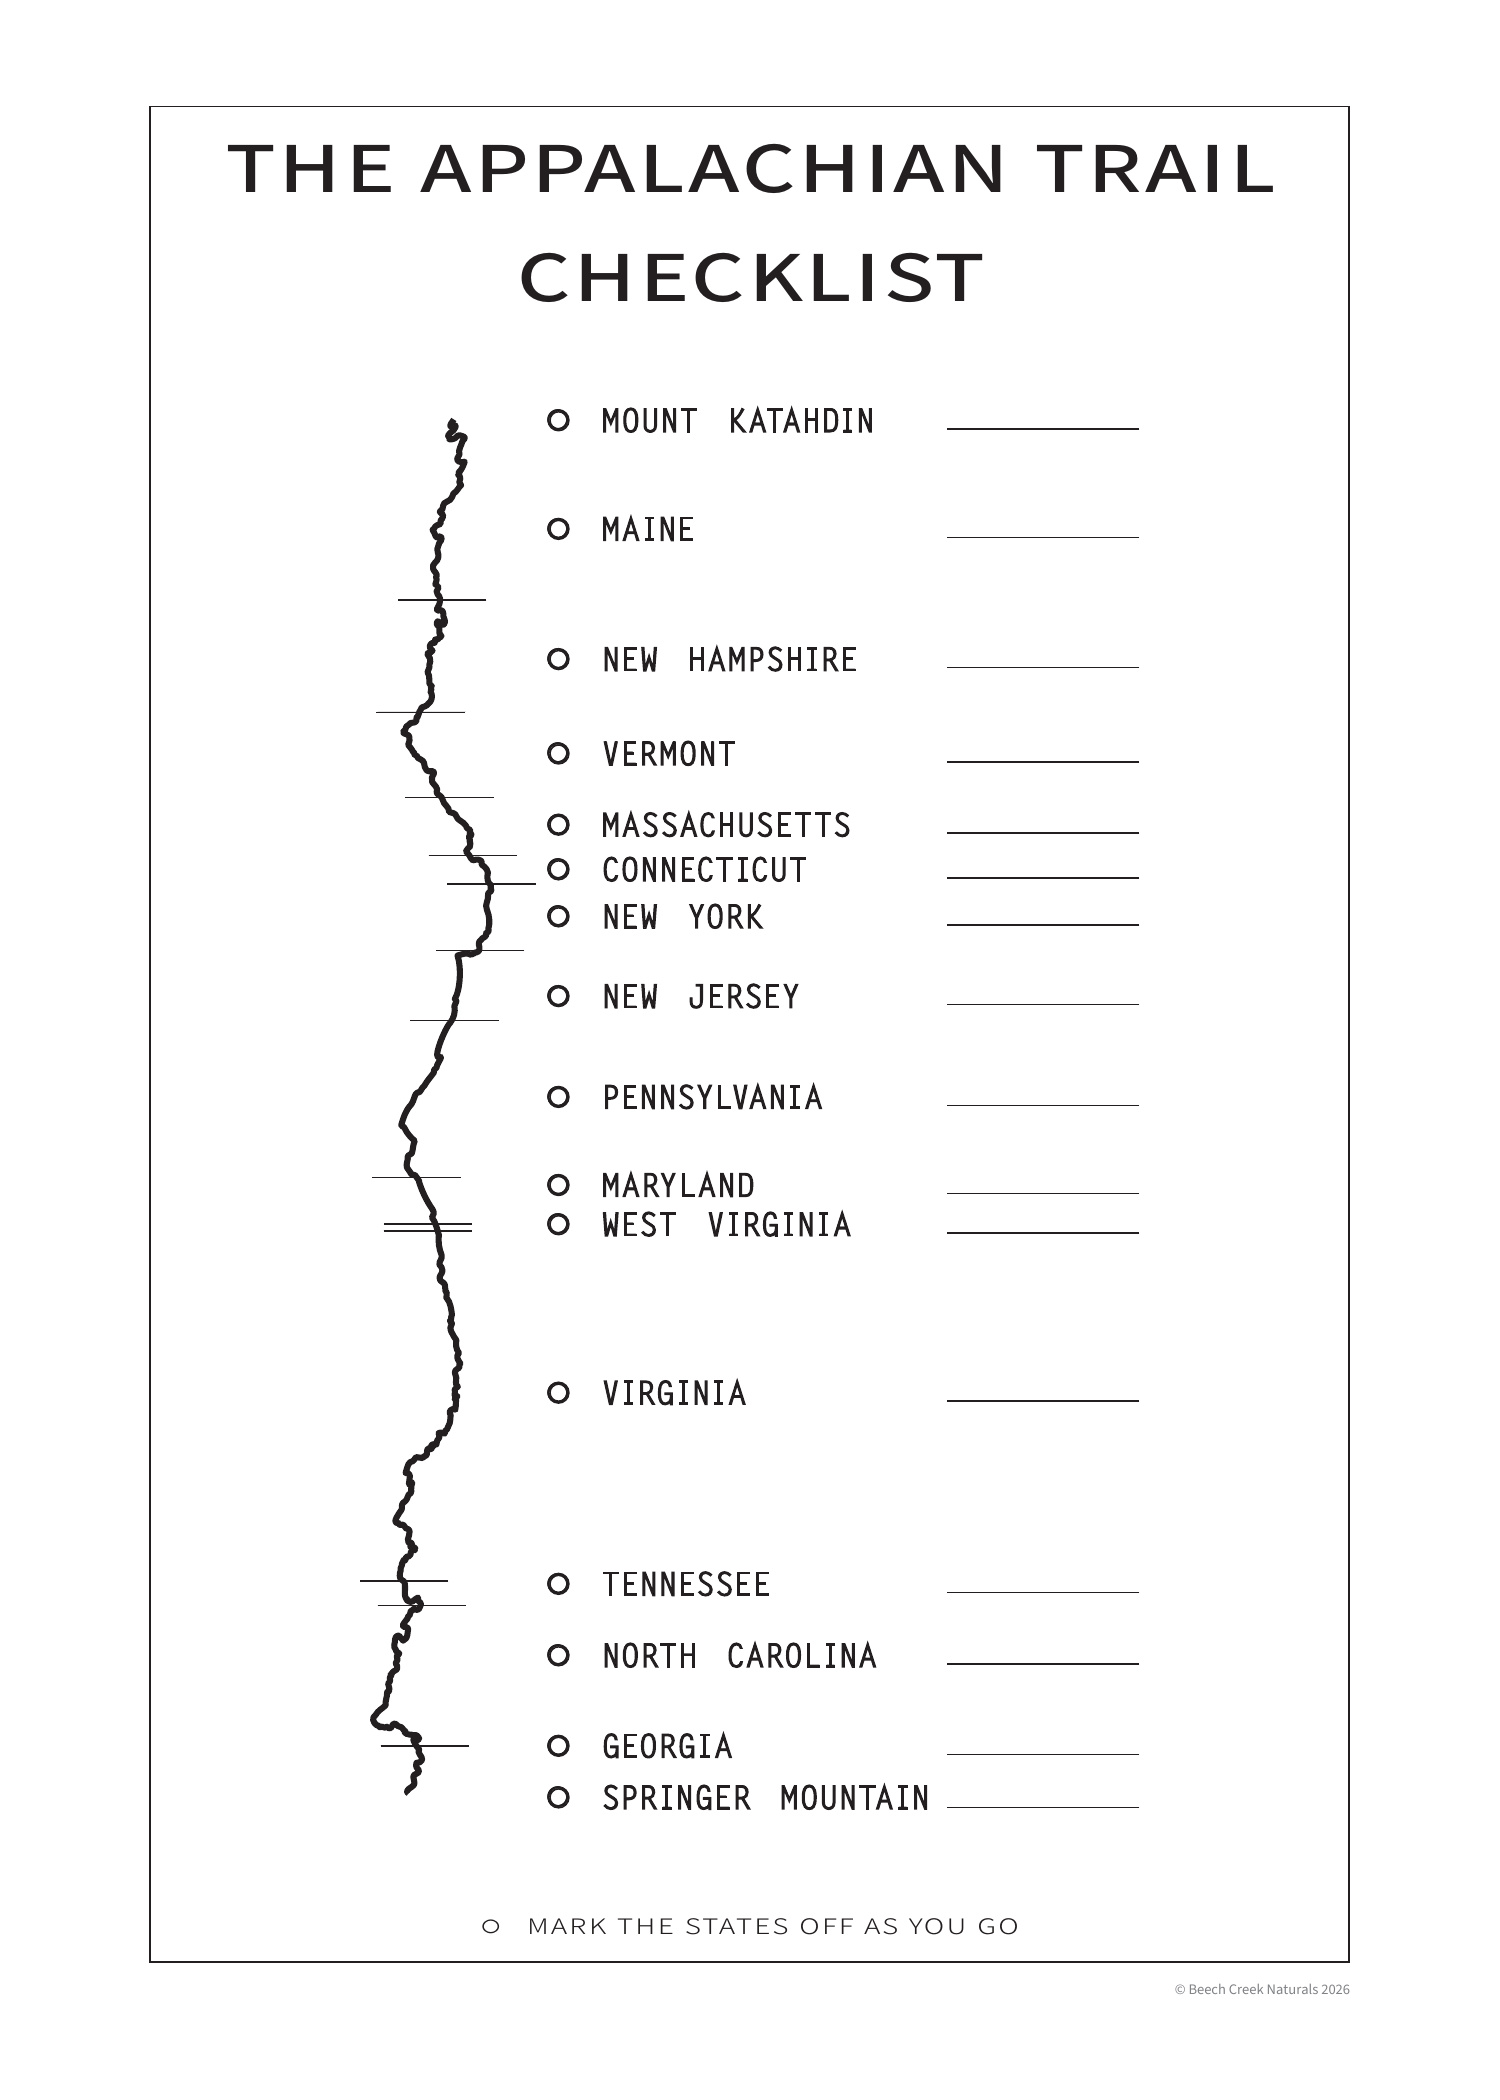 THE APPALACHIAN TRAIL
CHECKLIST
MOUNT KATAHDIN
MAINE
NEW HAMPSHIRE
VERMONT
MASSACHUSETTS
CONNECTICUT
NEW YORK
NEW JERSEY
PENNSYLVANIA
MARYLAND
WEST VIRGINIA
VIRGINIA
TENNESSEE
NORTH CAROLINA
GEORGIA
SPRINGER MOUNTAIN
MARK THE STATES OFF AS YOU GO
© Beech Creek Naturals 2026